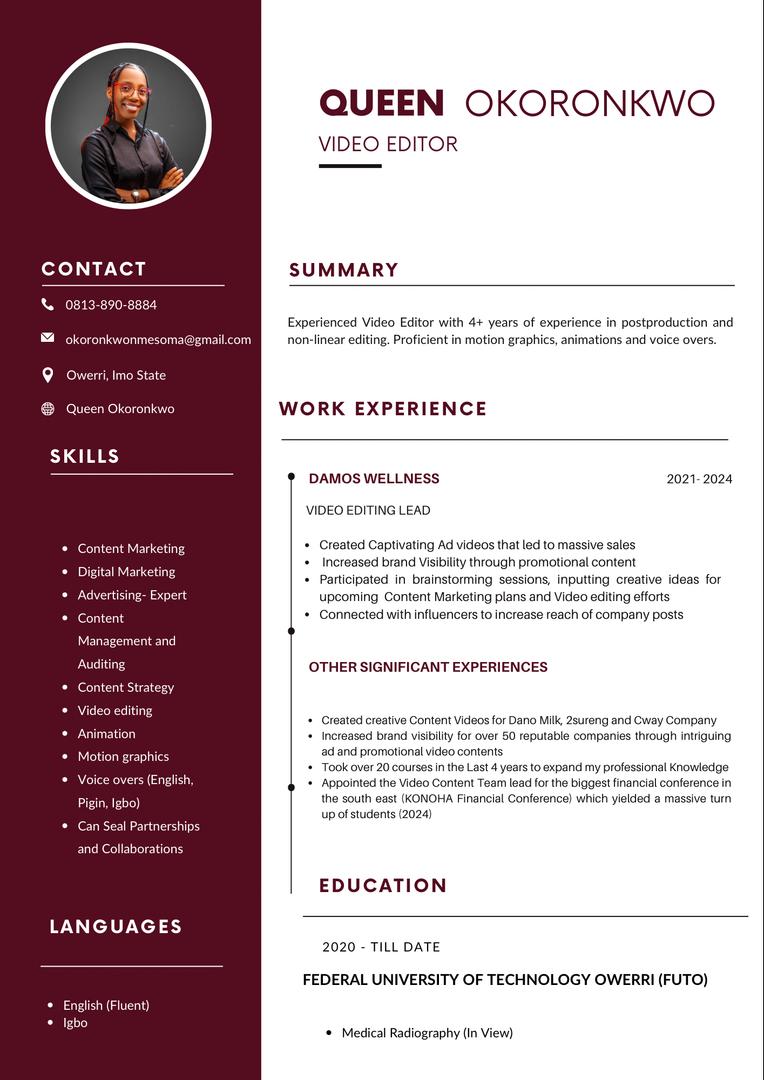 QUEEN OKORONKWO
VIDEO EDITOR
CONTACT
0813-890-8884
okoronkwonmesoma@gmail.com
Owerri, Imo State
Queen Okoronkwo
SKILLS
• Content Marketing
• Digital Marketing
• Advertising- Expert
• Content
Management and
Auditing
• Content Strategy
• Video editing
• Animation
• Motion graphics
• Voice overs (English,
Pigin, Igbo)
• Can Seal Partnerships
and Collaborations
LANGUAGES
• English (Fluent)
• Igbo
SUMMARY
Experienced Video Editor with 4+ years of experience in postproduction and
non-linear editing. Proficient in motion graphics, animations and voice overs.
WORK EXPERIENCE
DAMOS WELLNESS 2021- 2024
VIDEO EDITING LEAD
• Created Captivating Ad videos that led to massive sales
• Increased brand Visibility through promotional content
• Participated in brainstorming sessions, inputting creative ideas for
upcoming Content Marketing plans and Video editing efforts
• Connected with influencers to increase reach of company posts
OTHER SIGNIFICANT EXPERIENCES
• Created creative Content Videos for Dano Milk, 2sureng and Cway Company
• Increased brand visibility for over 50 reputable companies through intriguing
ad and promotional video contents
• Took over 20 courses in the Last 4 years to expand my professional Knowledge
• Appointed the Video Content Team lead for the biggest financial conference in
the south east (KONOHA Financial Conference) which yielded a massive turn
up of students (2024)
EDUCATION
2020 - TILL DATE
FEDERAL UNIVERSITY OF TECHNOLOGY OWERRI (FUTO)
• Medical Radiography (In View)